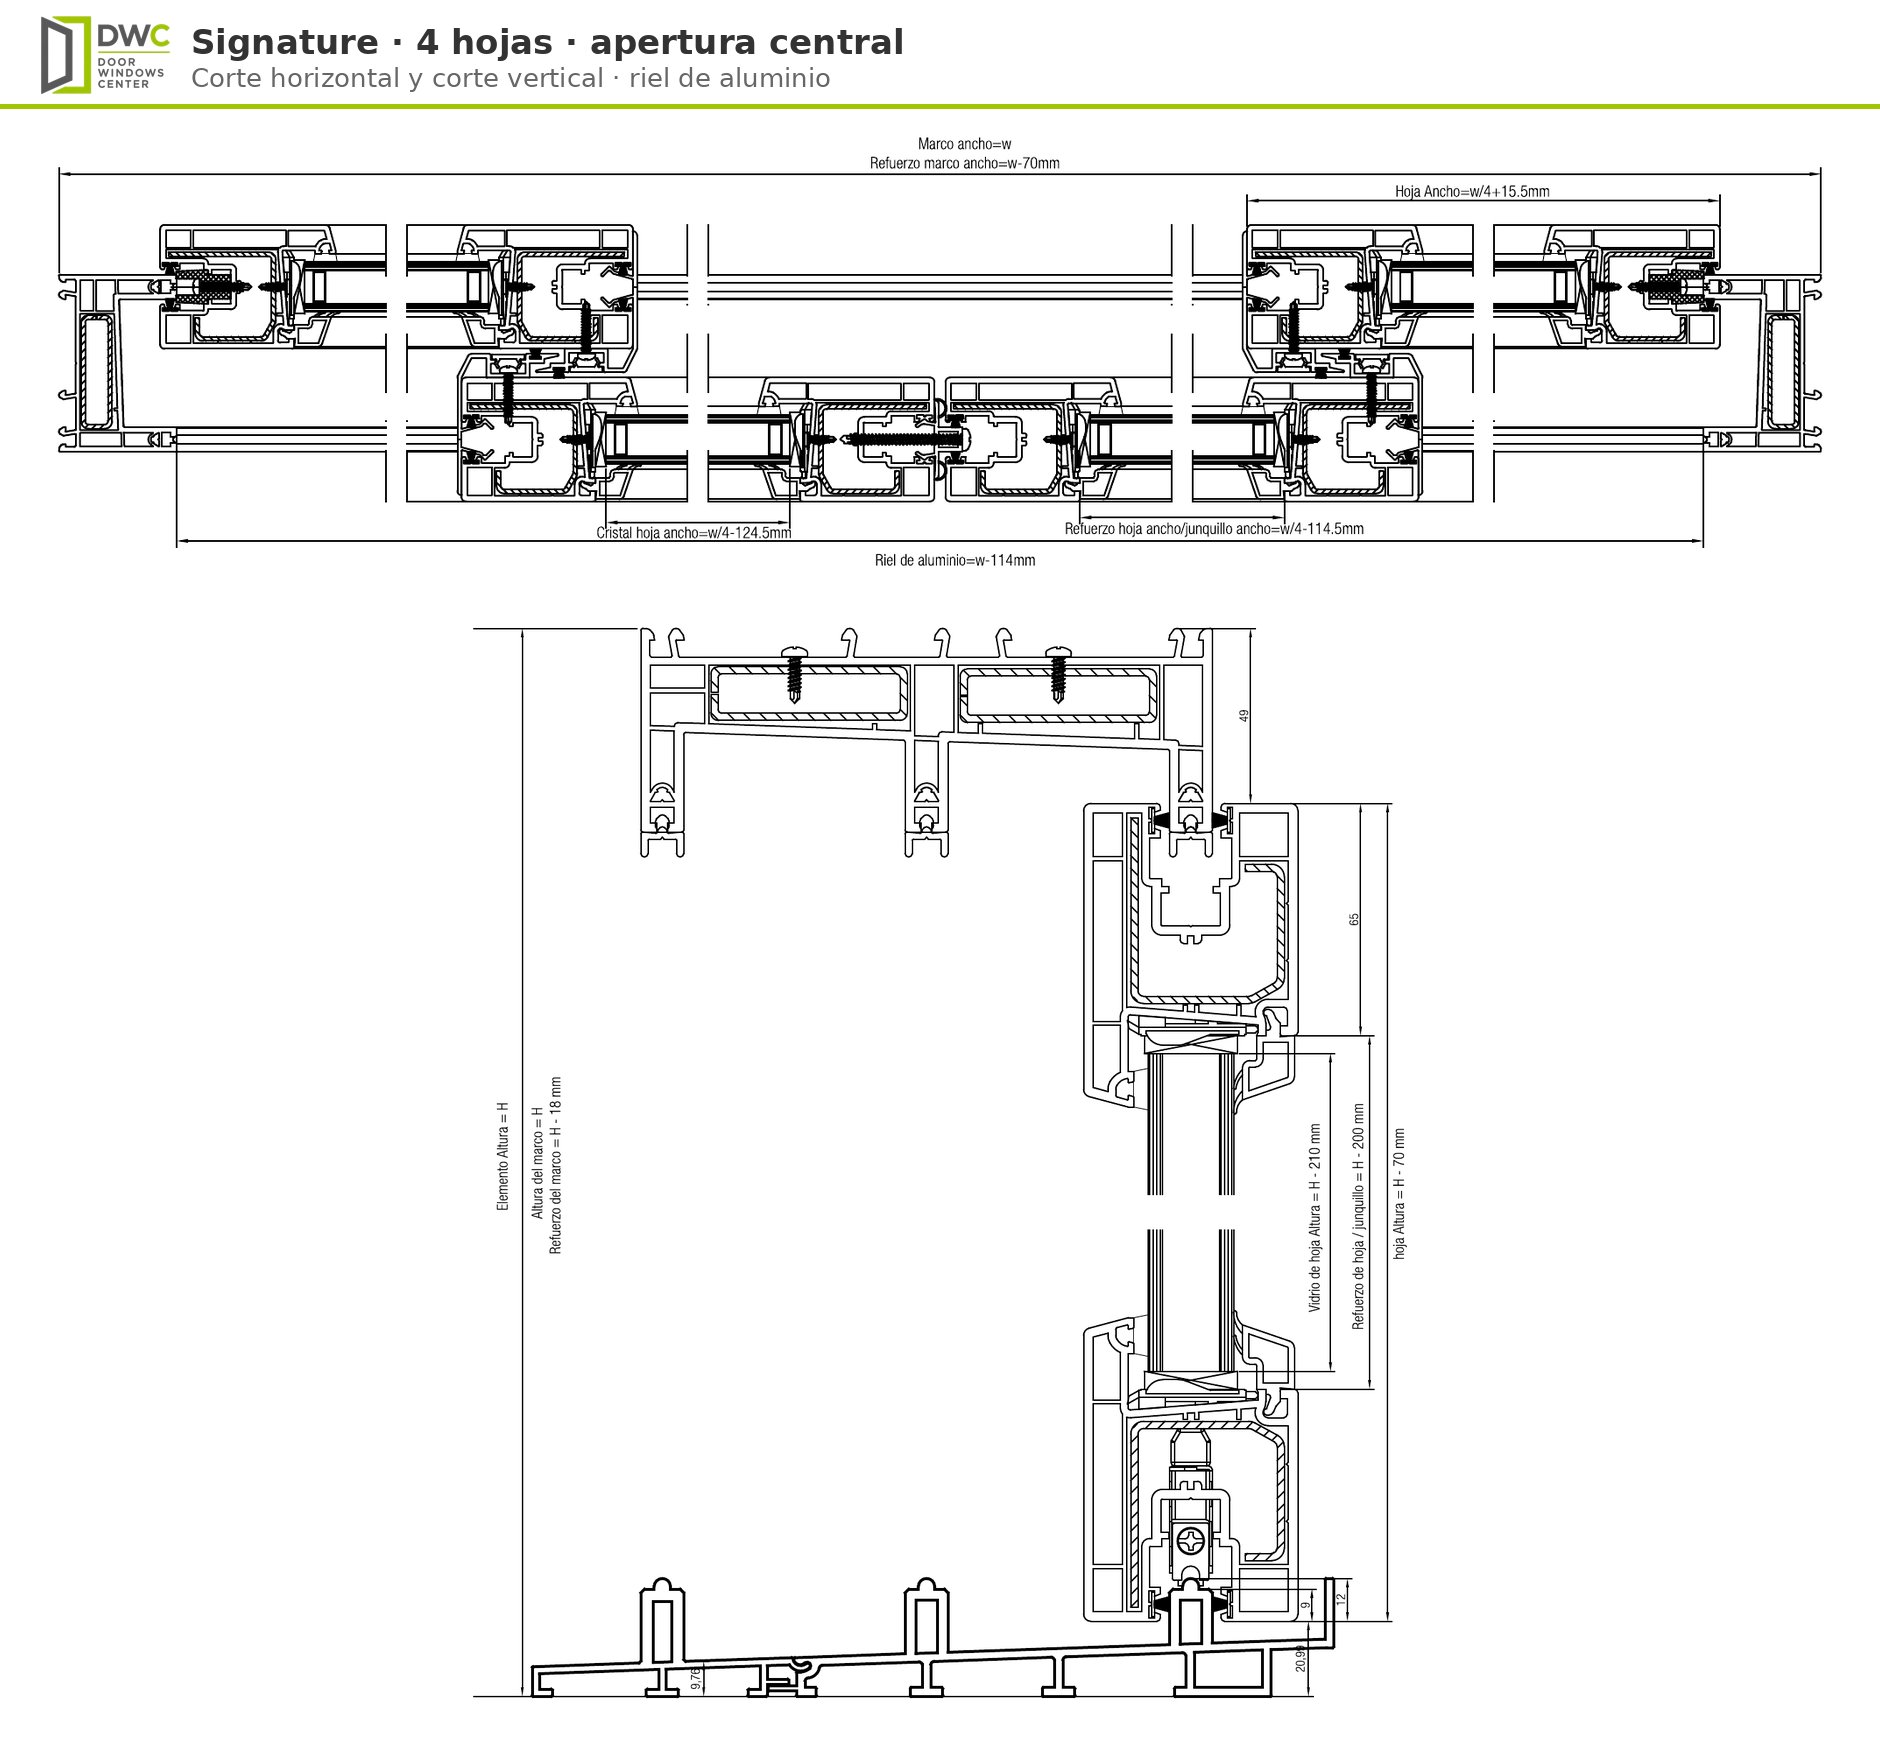 DWC
DOOR
WINDOWS
CENTER
Signature · 4 hojas · apertura central
Corte horizontal y corte vertical · riel de aluminio
Marco ancho=w
Refuerzo marco ancho=w-70mm
Hoja Ancho=w/4+15.5mm
Cristal hoja ancho=w/4-124.5mm
Refuerzo hoja ancho/junquillo ancho=w/4-114.5mm
Riel de aluminio=w-114mm
49
65
Elemento Altura = H
Altura del marco = H
Refuerzo del marco = H - 18 mm
Vidrio de hoja Altura = H - 210 mm
Refuerzo de hoja / junquillo = H - 200 mm
hoja Altura = H - 70 mm
9
12
20,99
9,76